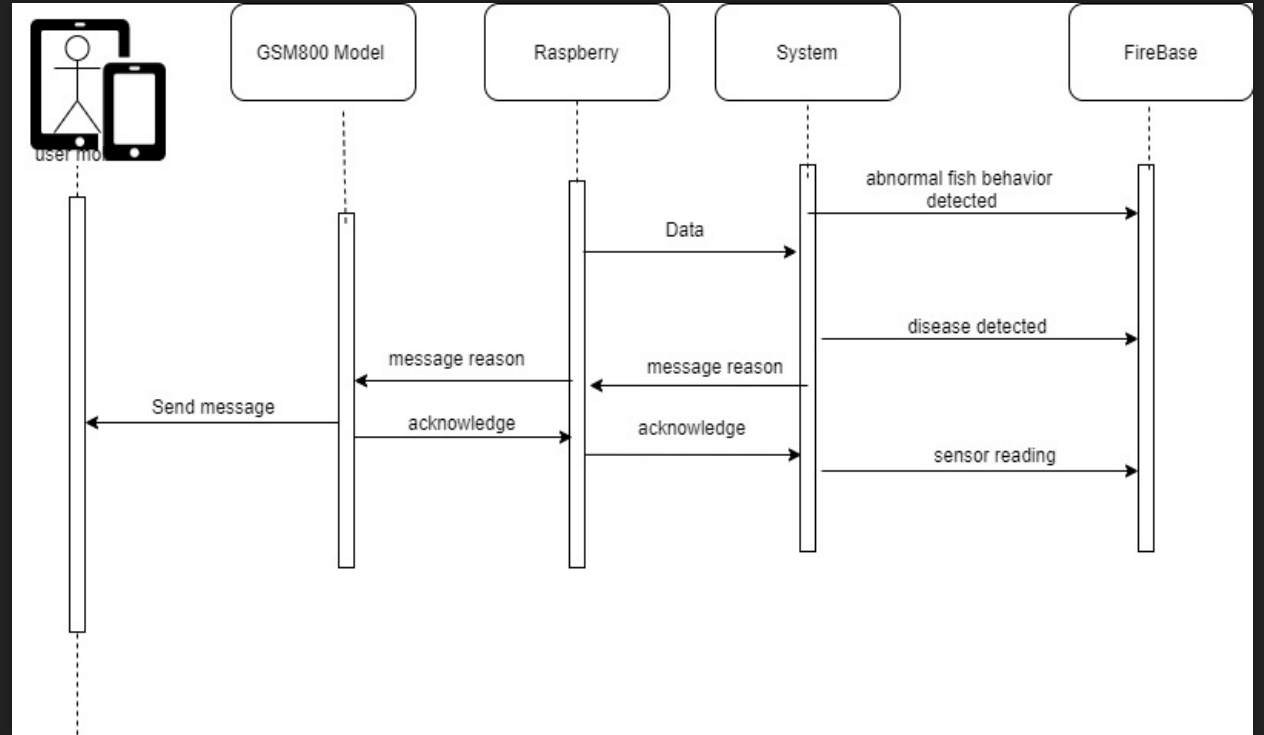 GSM800 Model
Raspberry
System
FireBase
user
abnormal fish behavior
detected
Data
disease detected
message reason
message reason
Send message
acknowledge
acknowledge
sensor reading